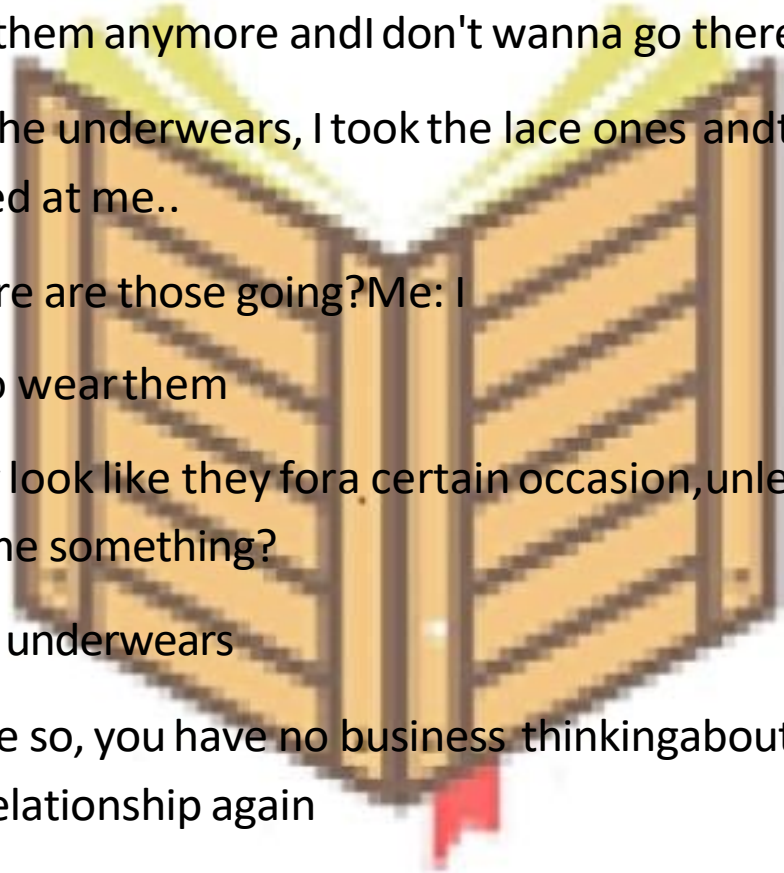 them anymore andI don't wanna go there
he underwears, I took the lace ones and
ed at me..
re are those going?Me: I
o wearthem
look like they fora certain occasion,unle
ne something?
underwears
e so, you have no business thinkingabout
elationship again